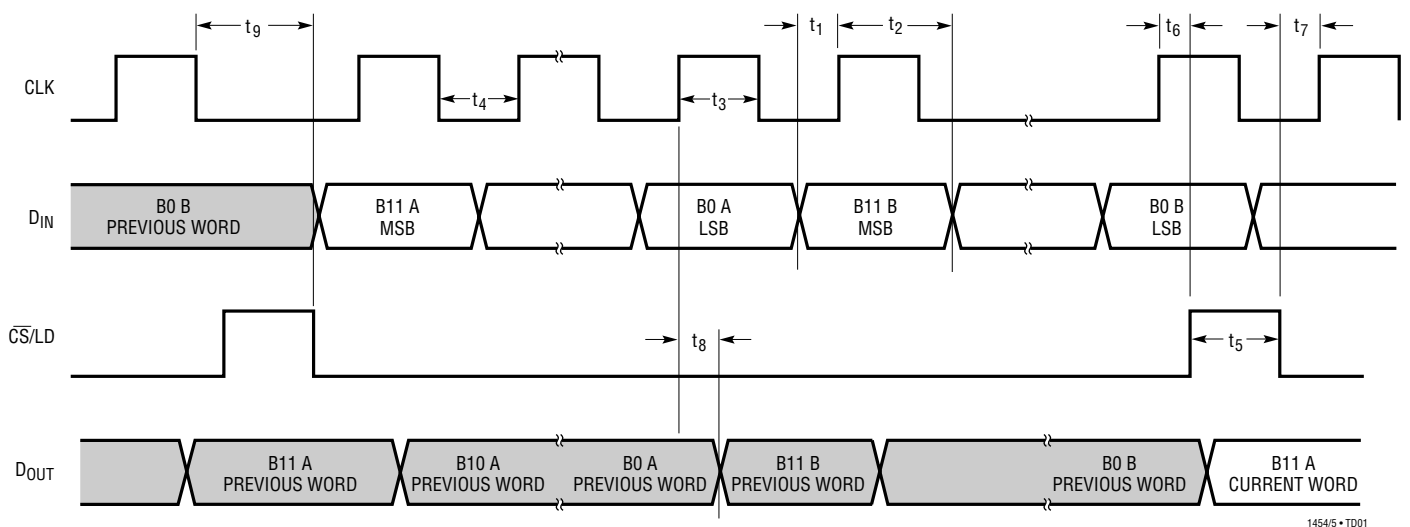 t9
t1
t2
t6
t7
CLK
t4
t3
DIN
B0 B
PREVIOUS WORD
B11 A
MSB
B0 A
LSB
B11 B
MSB
B0 B
LSB
CS/LD
t8
t5
DOUT
B11 A
PREVIOUS WORD
B10 A
PREVIOUS WORD
B0 A
PREVIOUS WORD
B11 B
PREVIOUS WORD
B0 B
PREVIOUS WORD
B11 A
CURRENT WORD
1454/5 • TD01